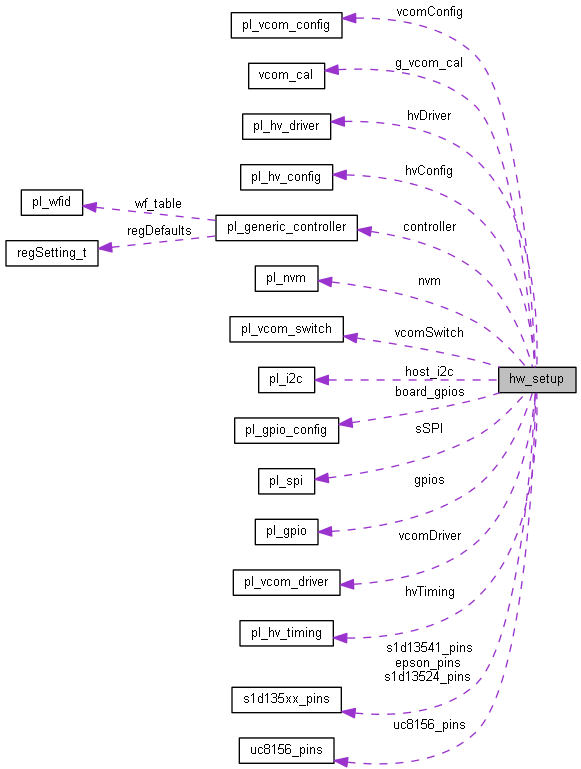 vcomConfig
pl_vcom_config
g_vcom_cal
vcom_cal
hvDriver
pl_hv_driver
hvConfig
pl_hv_config
pl_wfid
wf_table
controller
pl_generic_controller
regDefaults
regSetting_t
nvm
pl_nvm
vcomSwitch
pl_vcom_switch
host_i2c
pl_i2c
hw_setup
board_gpios
pl_gpio_config
sSPI
pl_spi
gpios
pl_gpio
vcomDriver
pl_vcom_driver
hvTiming
pl_hv_timing
s1d13541_pins
epson_pins
s1d13524_pins
s1d135xx_pins
uc8156_pins
uc8156_pins